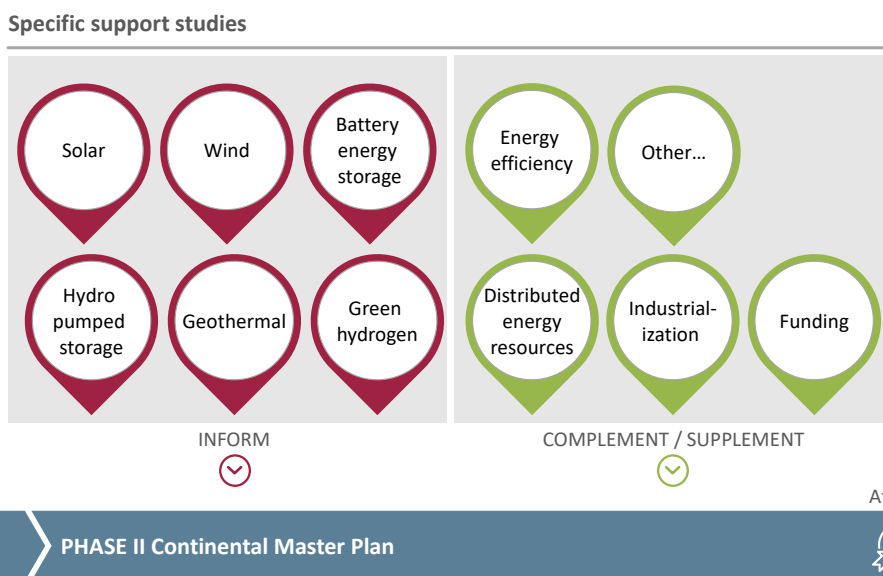 Specific support studies
Solar
Wind
Battery
energy
storage
Hydro
pumped
storage
Geothermal
Green
hydrogen
INFORM
Energy
efficiency
Other...
Distributed
energy
resources
Industrial-
ization
Funding
COMPLEMENT / SUPPLEMENT
PHASE II Continental Master Plan